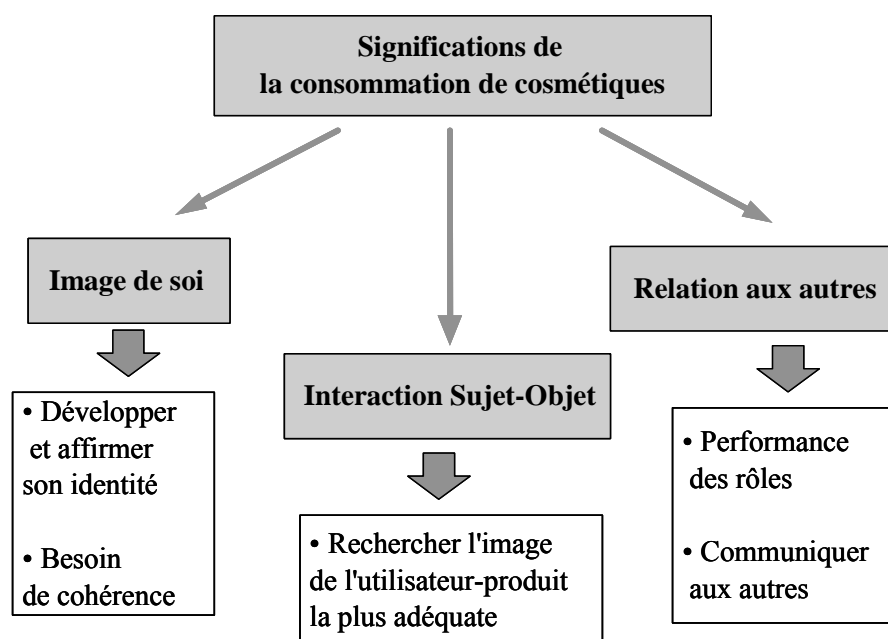 Significations de
la consommation de cosmétiques
Image de soi
• Développer
et affirmer
son identité
• Besoin
de cohérence
Interaction Sujet-Objet
• Rechercher l'image
de l'utilisateur-produit
la plus adéquate
Relation aux autres
• Performance
des rôles
• Communiquer
aux autres